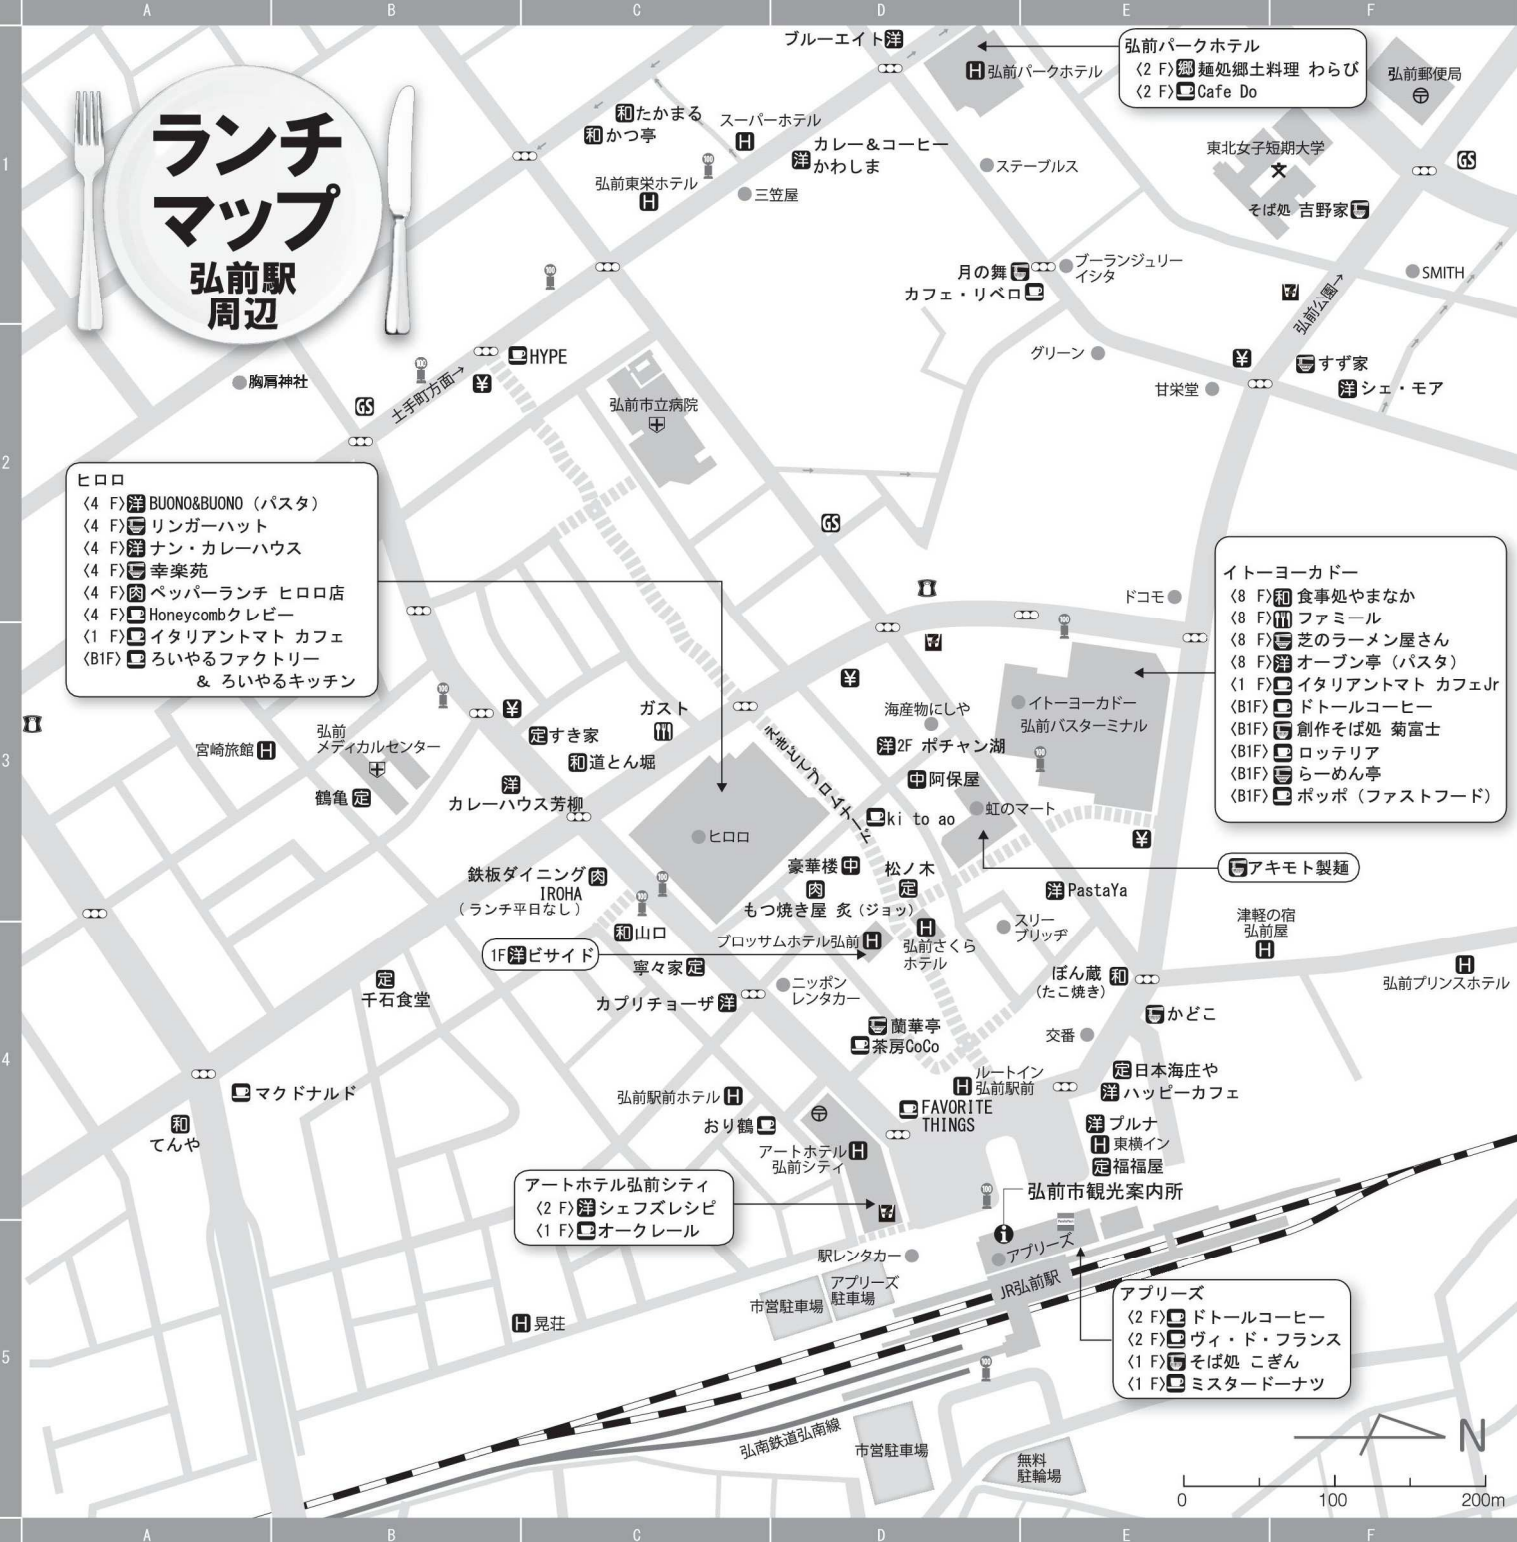 A B C D E F
1
2
3
4
5
ランチ
マップ
弘前駅
周辺
ブルーエイト 洋
H 弘前パークホテル
弘前パークホテル
〈2 F〉郷 麺処郷土料理 わらび
〈2 F〉Cafe Do
弘前郵便局
和 たかまる
和 かつ亭
スーパーホテル
H
洋 カレー&コーヒー
かわしま
100
弘前東栄ホテル
H
三笠屋
ステーブルス
東北女子短期大学
文
GS
そば処 吉野家
100
月の舞
カフェ・リベロ
ブーランジュリー
イシタ
SMITH
7
弘前公園→
HYPE
100
¥
土手町方面→
胸肩神社
GS
弘前市立病院
グリーン
甘栄堂
¥
すず家
洋 シェ・モア
ヒロロ
〈4 F〉洋 BUONO&BUONO (パスタ)
〈4 F〉リンガーハット
〈4 F〉洋 ナン・カレーハウス
〈4 F〉幸楽苑
〈4 F〉肉 ペッパーランチ ヒロロ店
〈4 F〉Honeycombクレビー
〈1 F〉イタリアントマト カフェ
〈B1F〉ろいやるファクトリー
& ろいやるキッチン
GS
ドコモ
100
7
¥
イトーヨーカドー
〈8 F〉和 食事処やまなか
〈8 F〉ファミール
〈8 F〉芝のラーメン屋さん
〈8 F〉洋 オーブン亭 (パスタ)
〈1 F〉イタリアントマト カフェJr
〈B1F〉ドトールコーヒー
〈B1F〉創作そば処 菊富士
〈B1F〉ロッテリア
〈B1F〉らーめん亭
〈B1F〉ポッポ (ファストフード)
100
¥
宮崎旅館 H
弘前
メディカルセンター
鶴亀 定
定 すき家
和 道とん堀
ガスト
洋
カレーハウス芳柳
えきどてプロムナード
海産物にしや
洋 2F ポチャン湖
中 阿保屋
ki to ao
虹のマート
イトーヨーカドー
弘前バスターミナル
100
¥
アキモト製麺
ヒロロ
鉄板ダイニング 肉
IROHA
(ランチ平日なし)
100
100
豪華楼 中
肉
もつ焼き屋 炙 (ジョッ)
松ノ木
定
洋 PastaYa
津軽の宿
弘前屋
H
和 山口
1F 洋 ビサイド
ブロッサムホテル弘前 H
H
弘前さくら
ホテル
スリー
ブリッヂ
寧々家 定
カプリチョーザ 洋
ニッポン
レンタカー
ぽん蔵 和
(たこ焼き)
H
弘前プリンスホテル
定
千石食堂
かどこ
交番
蘭華亭
茶房CoCo
マクドナルド
和
てんや
弘前駅前ホテル H
おり鶴
H ルートイン
弘前駅前
FAVORITE
THINGS
定 日本海庄や
洋 ハッピーカフェ
洋 プルナ
H 東横イン
定 福福屋
アートホテル H
弘前シティ
アートホテル弘前シティ
〈2 F〉洋 シェフズレシピ
〈1 F〉オークレール
7
100
弘前市観光案内所
i
駅レンタカー
アプリーズ
JR弘前駅
市営駐車場
アプリーズ
駐車場
アプリーズ
〈2 F〉ドトールコーヒー
〈2 F〉ヴィ・ド・フランス
〈1 F〉そば処 こぎん
〈1 F〉ミスタードーナツ
H 晃荘
100
弘南鉄道弘南線
市営駐車場
無料
駐輪場
N
0 100 200m
A B C D E F